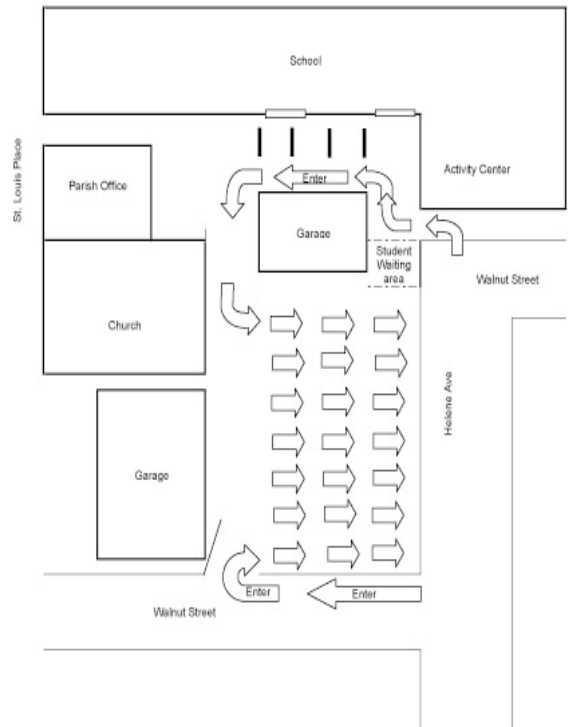 School
St. Louis Place
Activity Center
Parish Office
Enter
Garage
Student
Waiting
area
Walnut Street
Church
Helene Ave
Garage
Enter
Enter
Walnut Street